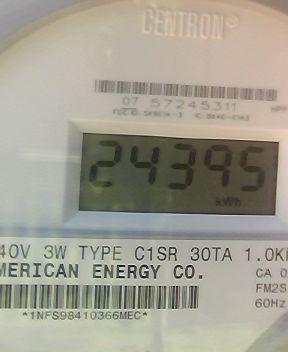 CENTRON®
07 57245311
24395
kWh
40V 3W TYPE C1SR 30TA 1.0K
MERICAN ENERGY CO.
CA 0
FM2S
60Hz
*1NFS98410366MEC*